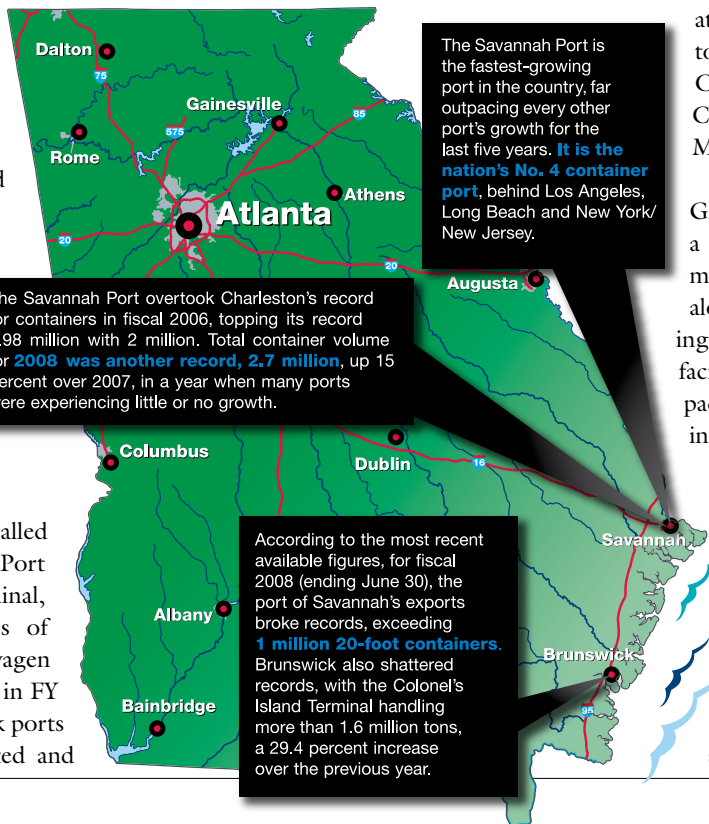 Dalton
75
Gainesville
575
85
Rome
Athens
Atlanta
20
20
Augusta
The Savannah Port is
the fastest-growing
port in the country, far
outpacing every other
port's growth for the
last five years. It is the
nation's No. 4 container
port, behind Los Angeles,
Long Beach and New York/
New Jersey.
he Savannah Port overtook Charleston's record
or containers in fiscal 2006, topping its record
.98 million with 2 million. Total container volume
or 2008 was another record, 2.7 million, up 15
ercent over 2007, in a year when many ports
ere experiencing little or no growth.
Columbus
Dublin
16
Savannah
According to the most recent
available figures, for fiscal
2008 (ending June 30), the
port of Savannah's exports
broke records, exceeding
1 million 20-foot containers.
Brunswick also shattered
records, with the Colonel's
Island Terminal handling
more than 1.6 million tons,
a 29.4 percent increase
over the previous year.
Albany
Brunswick
Bainbridge
95
d
alled
Port
inal,
s of
wagen
in FY
k ports
ed and
at
to
C
C
M
G
a
m
alo
ing
faci
pac
in